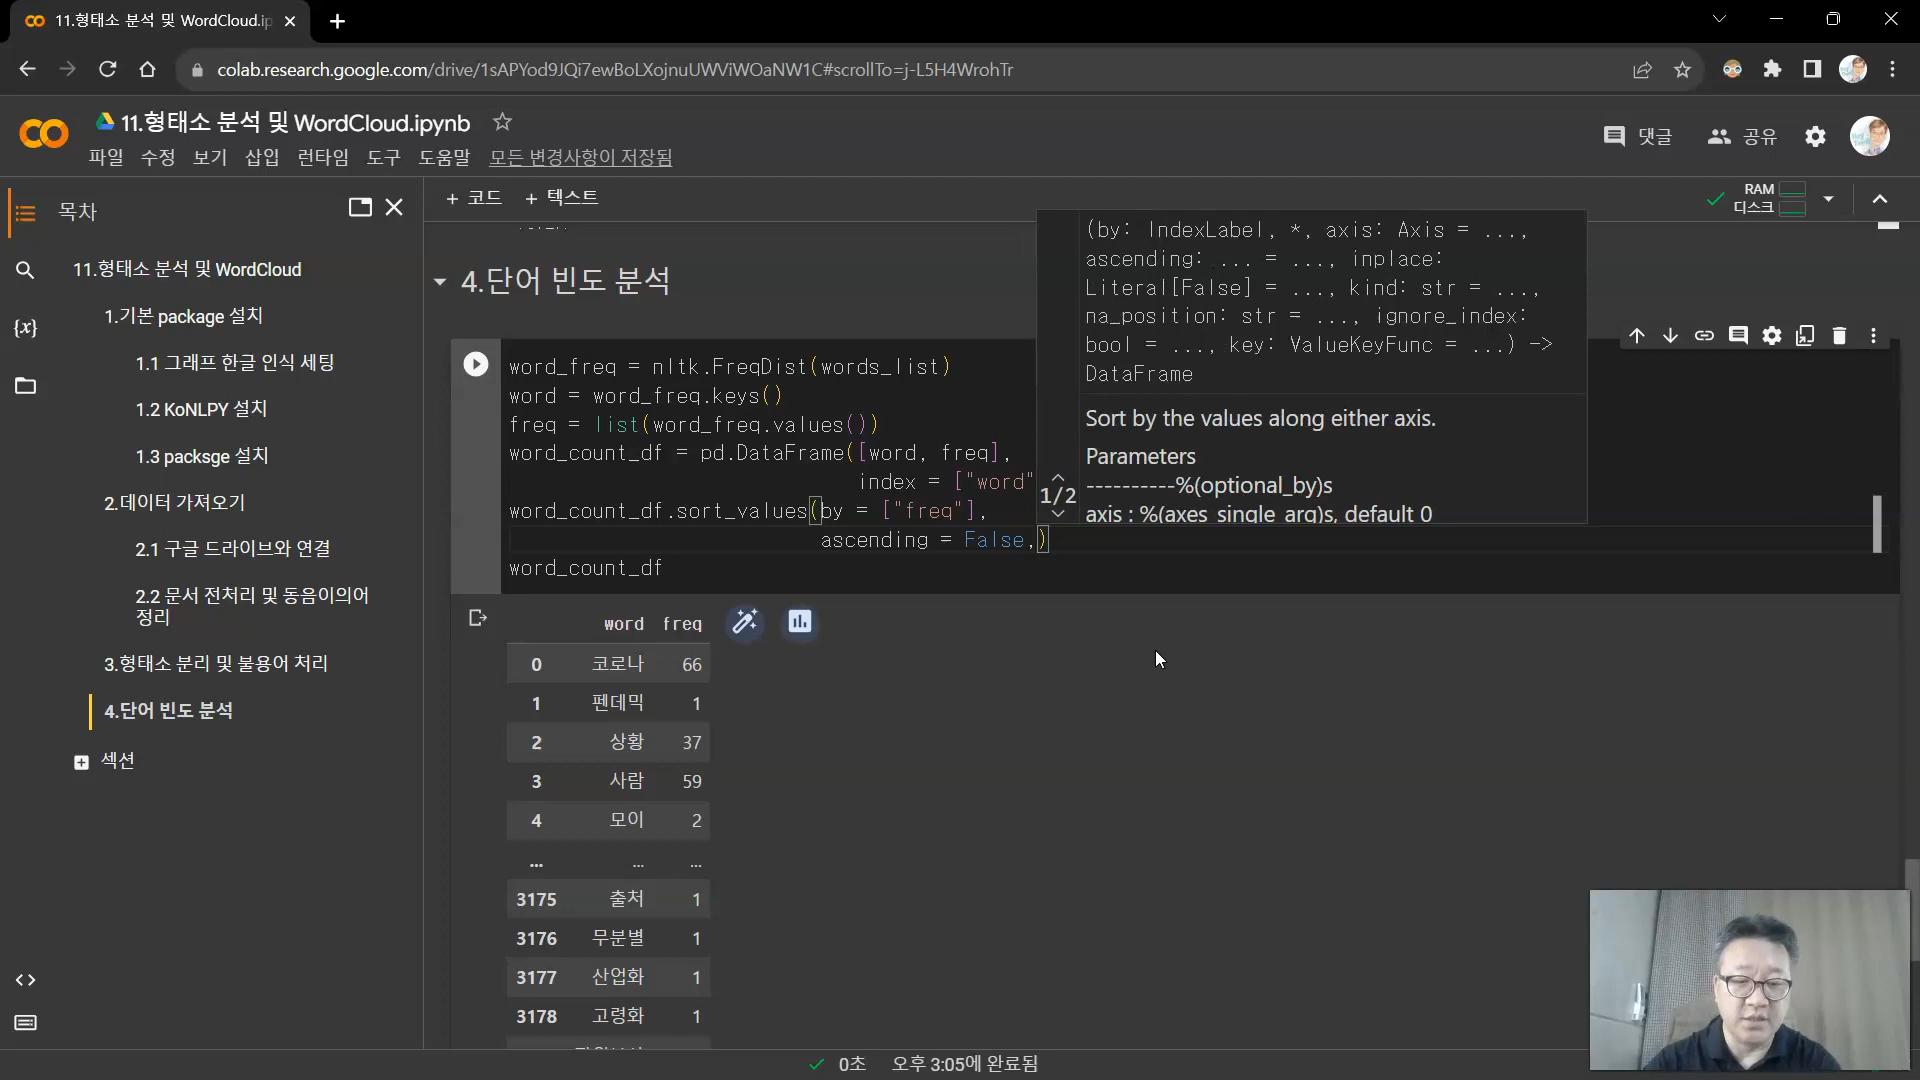 11.형태소 분석 및 WordCloud.ip
colab.research.google.com/drive/1sAPYod9JQi7ewBoLXojnuUWViWOaNW1C#scrollTo=j-L5H4WrohTr
11.형태소 분석 및 WordCloud.ipynb
댓글
공유
파일 수정 보기 삽입 런타임 도구 도움말 모든 변경사항이 저장됨
목차
+ 코드 + 텍스트
RAM
디스크
11.형태소 분석 및 WordCloud
1.기본 package 설치
1.1 그래프 한글 인식 세팅
1.2 KoNLPY 설치
1.3 packsge 설치
2.데이터 가져오기
2.1 구글 드라이브와 연결
2.2 문서 전처리 및 동음이의어
정리
3.형태소 분리 및 불용어 처리
4.단어 빈도 분석
섹션
{x}
4.단어 빈도 분석
word_freq = nltk.FreqDist(words_list)
word = word_freq.keys()
freq = list(word_freq.values())
word_count_df = pd.DataFrame([word, freq],
index = ["word"
word_count_df.sort_values(by = ["freq"],
ascending = False,)
word_count_df
(by: IndexLabel, *, axis: Axis = ...,
ascending: ... = ..., inplace:
Literal[False] = ..., kind: str = ...,
na_position: str = ..., ignore_index:
bool = ..., key: ValueKeyFunc = ...) ->
DataFrame
Sort by the values along either axis.
Parameters
1/2
----------%(optional_by)s
axis : %(axes_single_arg)s, default 0
word freq
0 코로나 66
1 펜데믹 1
2 상황 37
3 사람 59
4 모이 2
... ... ...
3175 출처 1
3176 무분별 1
3177 산업화 1
3178 고령화 1
0초 오후 3:05에 완료됨